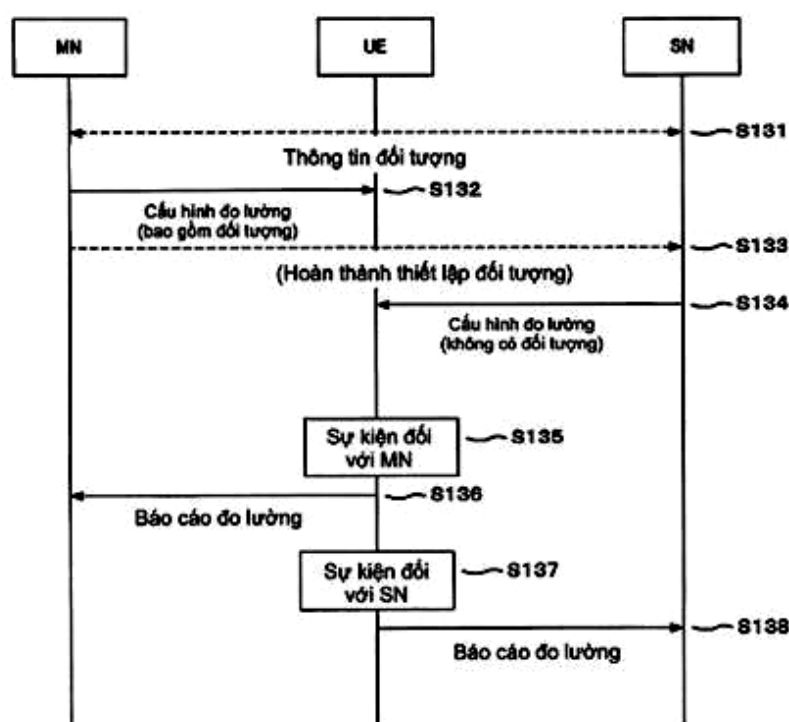 MN
UE
SN
S131
Thông tin đối tượng
S132
Cấu hình đo lường
(bao gồm đối tượng)
S133
(Hoàn thành thiết lập đối tượng)
S134
Cấu hình đo lường
(không có đối tượng)
Sự kiện đối
với MN
S135
S136
Báo cáo đo lường
Sự kiện đối
với SN
S137
S138
Báo cáo đo lường